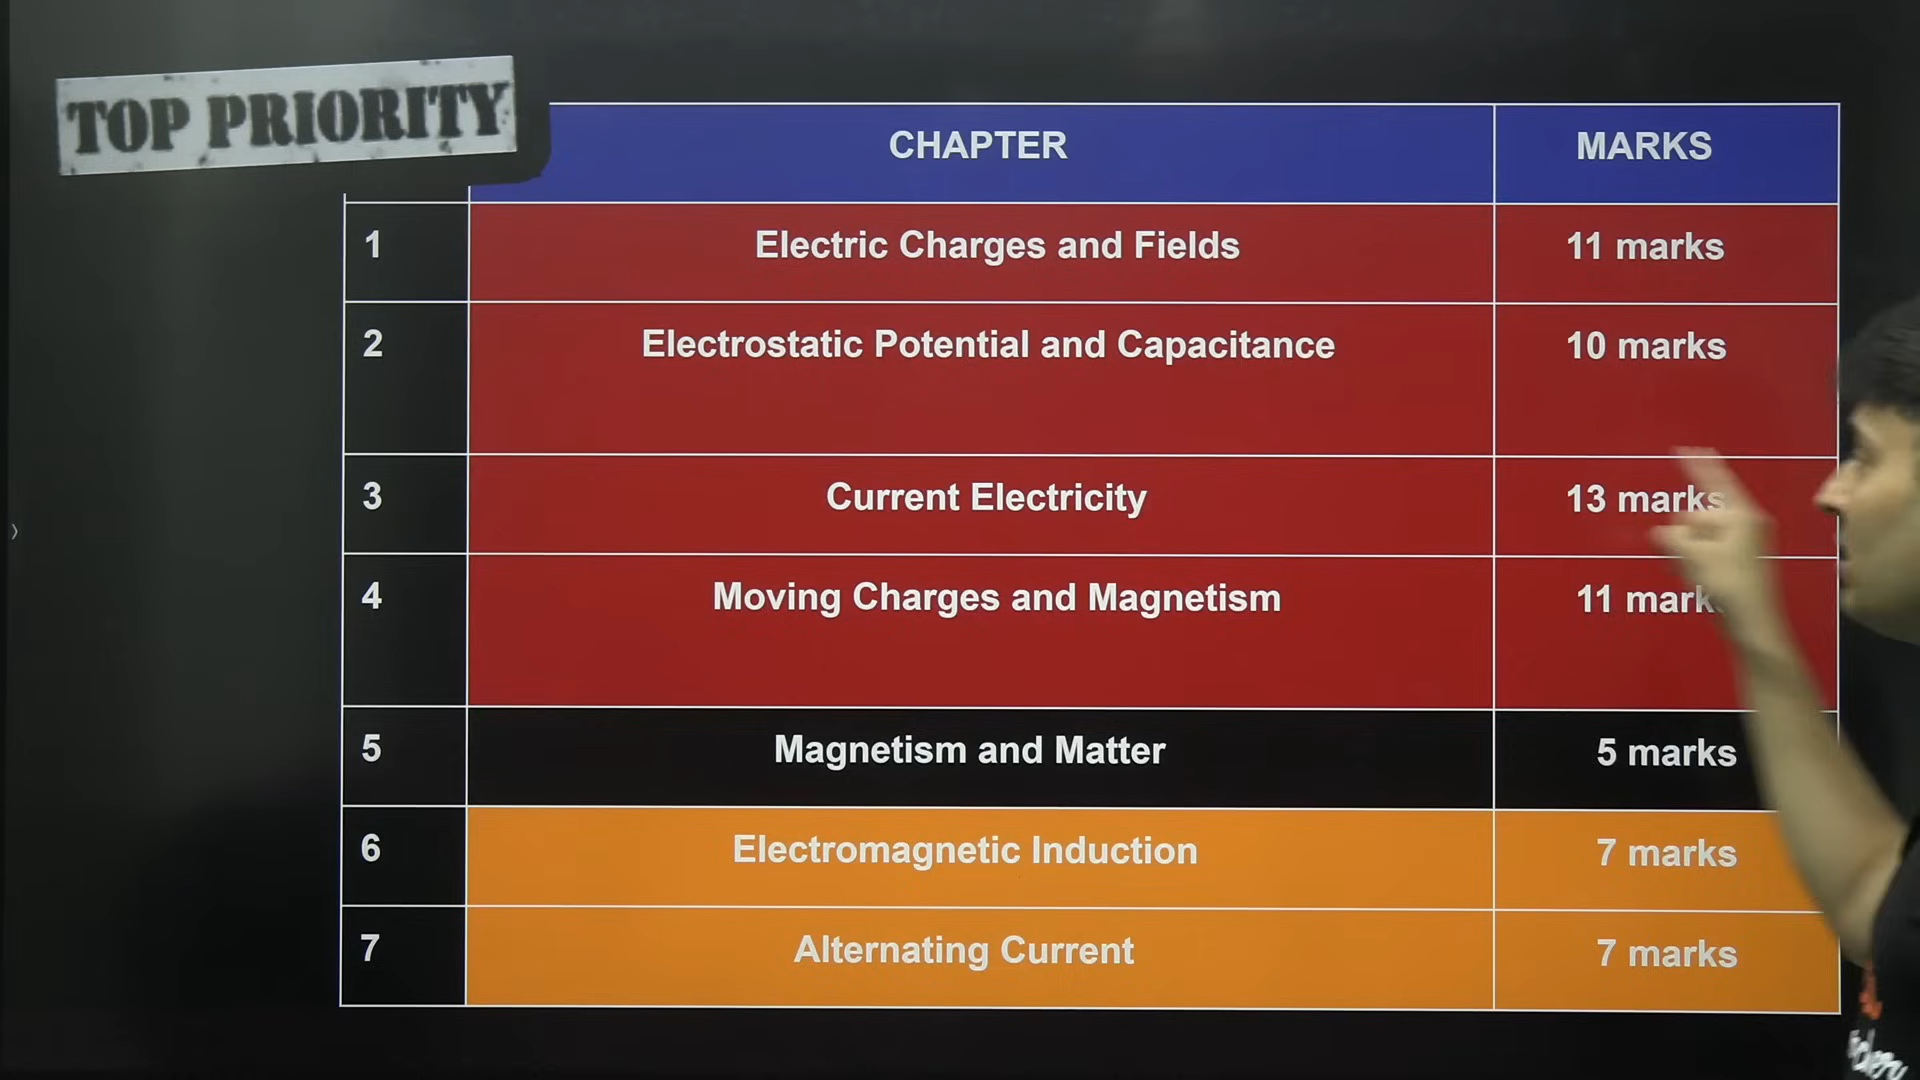 TOP PRIORITY
CHAPTER MARKS
1 Electric Charges and Fields 11 marks
2 Electrostatic Potential and Capacitance 10 marks
3 Current Electricity 13 marks
4 Moving Charges and Magnetism 11 marks
5 Magnetism and Matter 5 marks
6 Electromagnetic Induction 7 marks
7 Alternating Current 7 marks